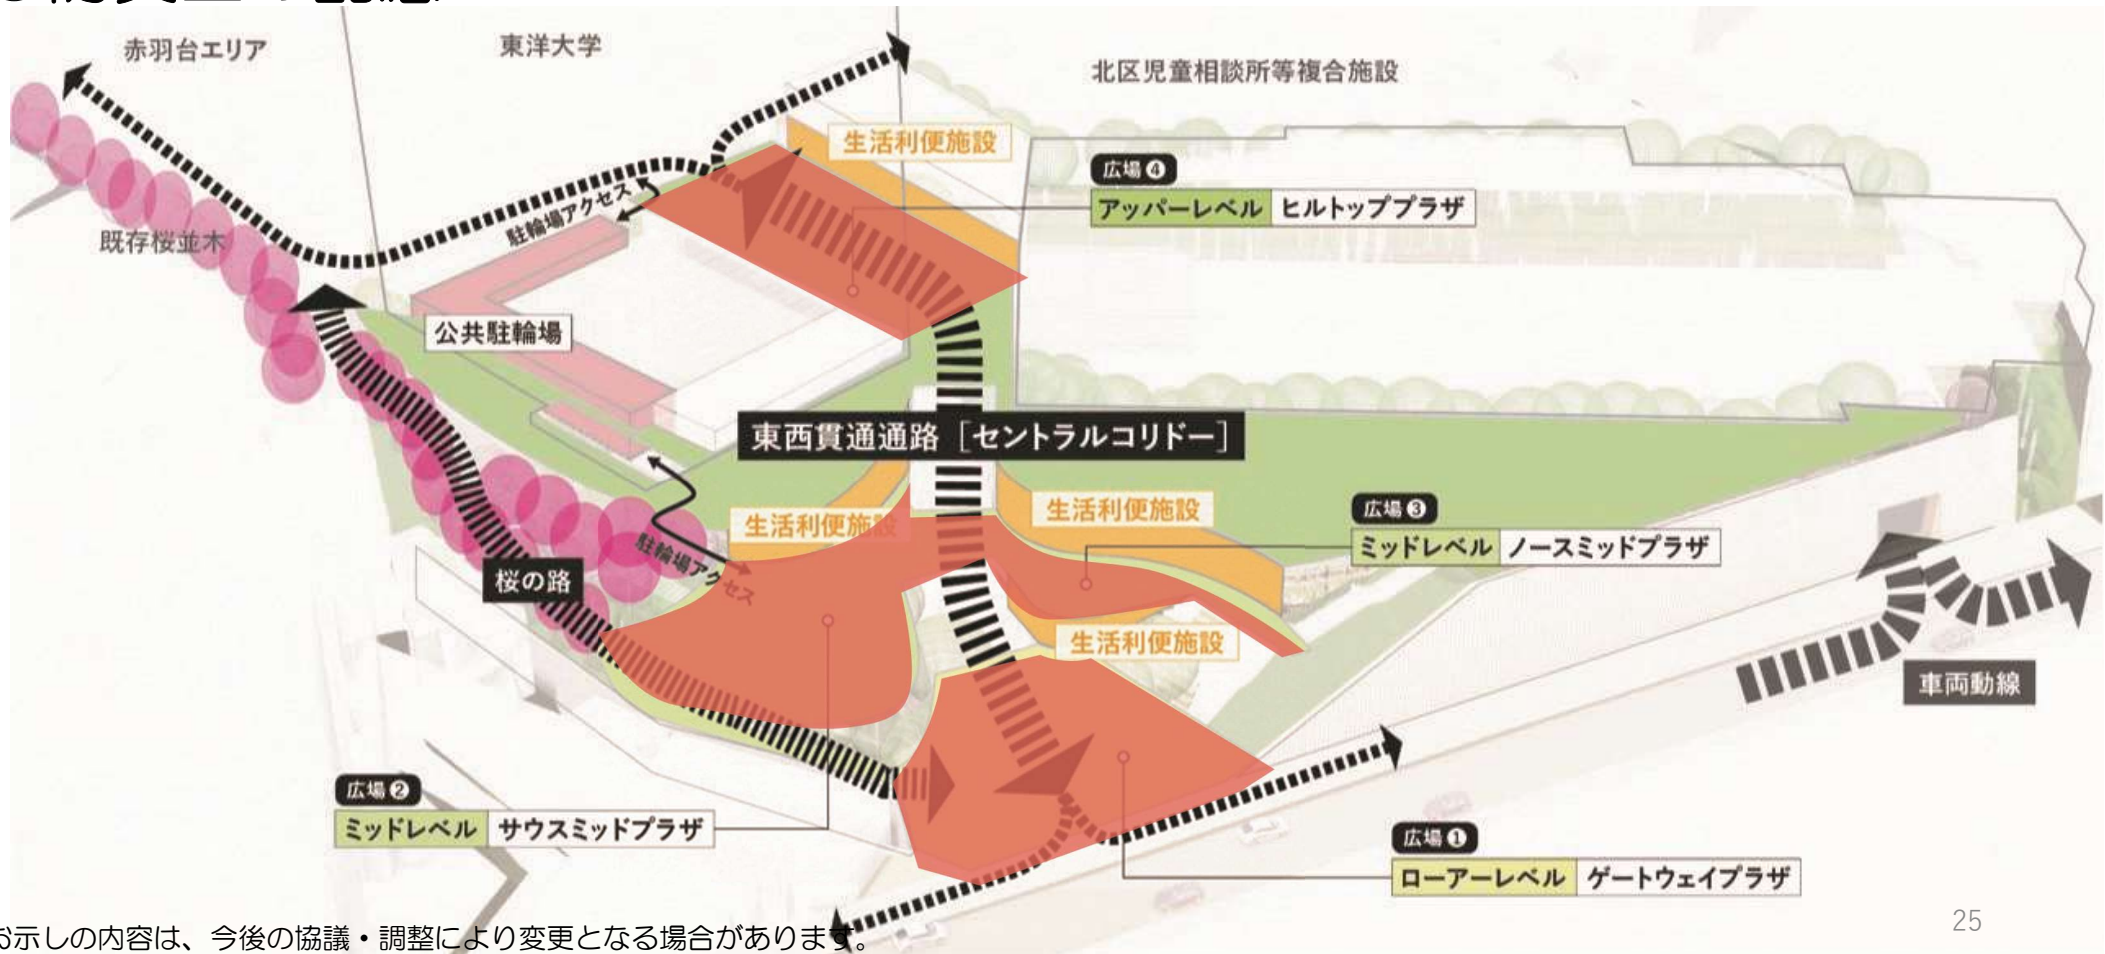 赤羽台エリア
東洋大学
北区児童相談所等複合施設
生活利便施設
広場❹
アッパーレベル ヒルトッププラザ
駐輪場アクセス
既存桜並木
公共駐輪場
東西貫通通路［セントラルコリドー］
生活利便施設
生活利便施設
広場❸
ミッドレベル ノースミッドプラザ
駐輪場アクセス
桜の路
生活利便施設
車両動線
広場❷
ミッドレベル サウスミッドプラザ
広場❶
ローアーレベル ゲートウェイプラザ
お示しの内容は、今後の協議・調整により変更となる場合があります。
25